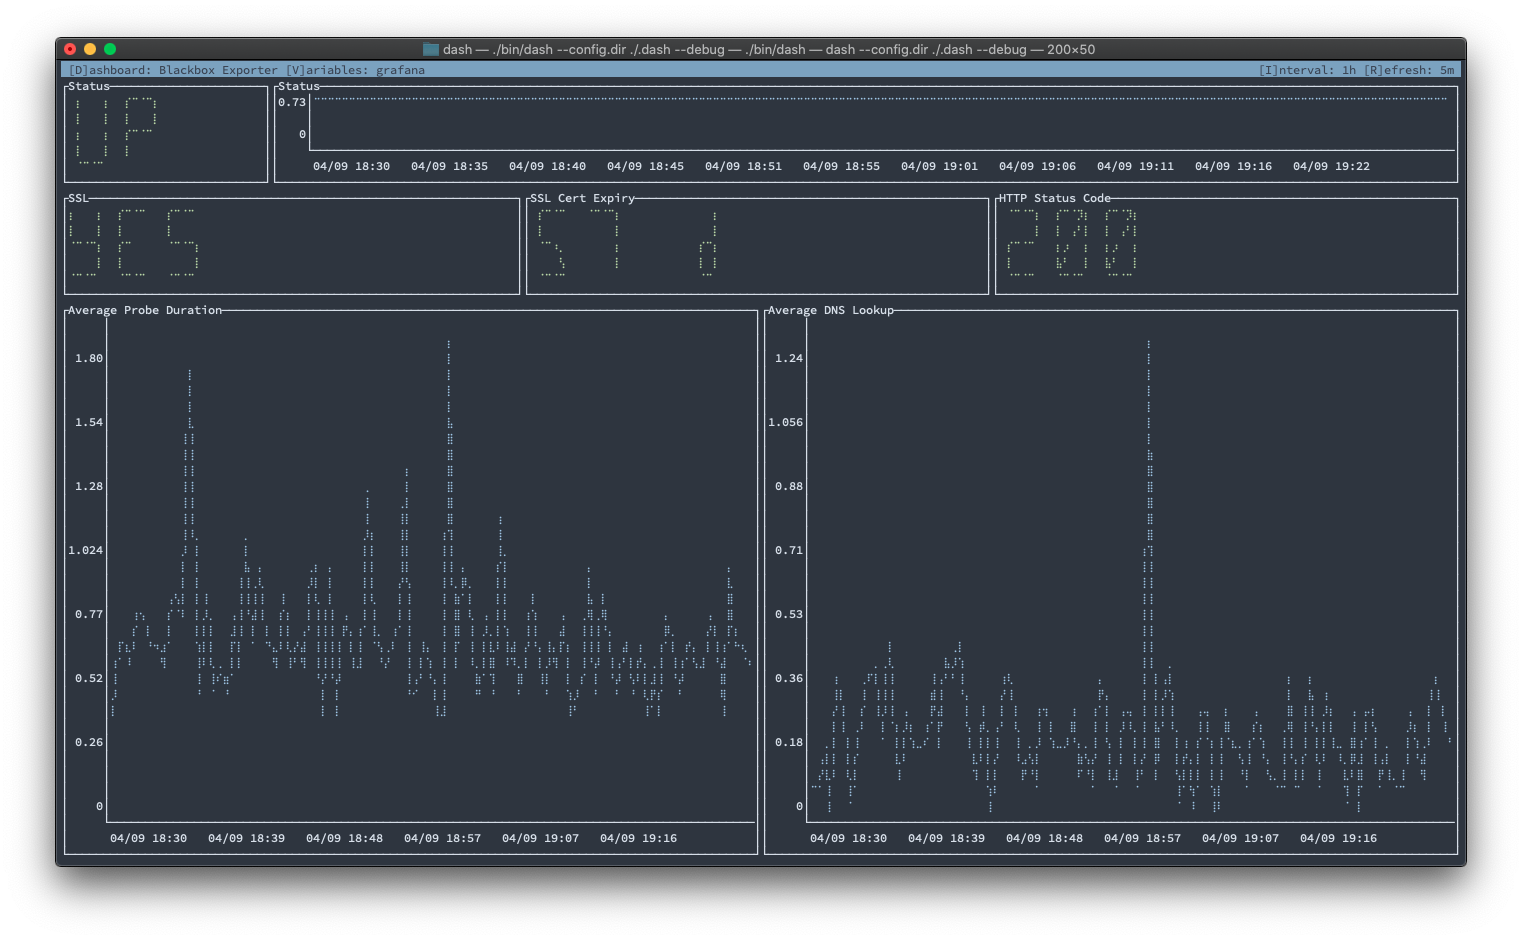 dash — ./bin/dash --config.dir ./.dash --debug — ./bin/dash — dash --config.dir ./.dash --debug — 200×50
[D]ashboard: Blackbox Exporter [V]ariables: grafana [I]nterval: 1h [R]efresh: 5m
Status
UP
Status
0.73
0
04/09 18:30 04/09 18:35 04/09 18:40 04/09 18:45 04/09 18:51 04/09 18:55 04/09 19:01 04/09 19:06 04/09 19:11 04/09 19:16 04/09 19:22
SSL
YES
SSL Cert Expiry
57 d
HTTP Status Code
200
Average Probe Duration
1.80
1.54
1.28
1.024
0.77
0.52
0.26
0
04/09 18:30 04/09 18:39 04/09 18:48 04/09 18:57 04/09 19:07 04/09 19:16
Average DNS Lookup
1.24
1.056
0.88
0.71
0.53
0.36
0.18
0
04/09 18:30 04/09 18:39 04/09 18:48 04/09 18:57 04/09 19:07 04/09 19:16